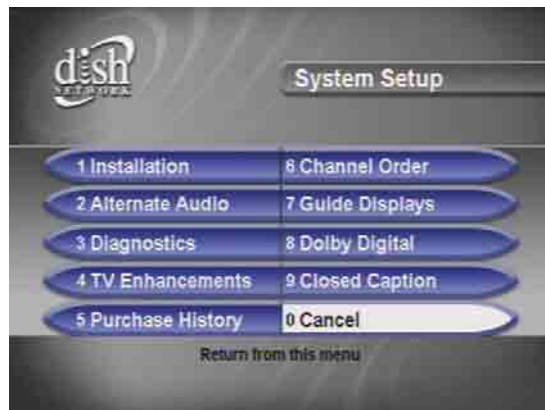 dish
NETWORK
System Setup
1 Installation
6 Channel Order
2 Alternate Audio
7 Guide Displays
3 Diagnostics
8 Dolby Digital
4 TV Enhancements
9 Closed Caption
5 Purchase History
0 Cancel
Return from this menu